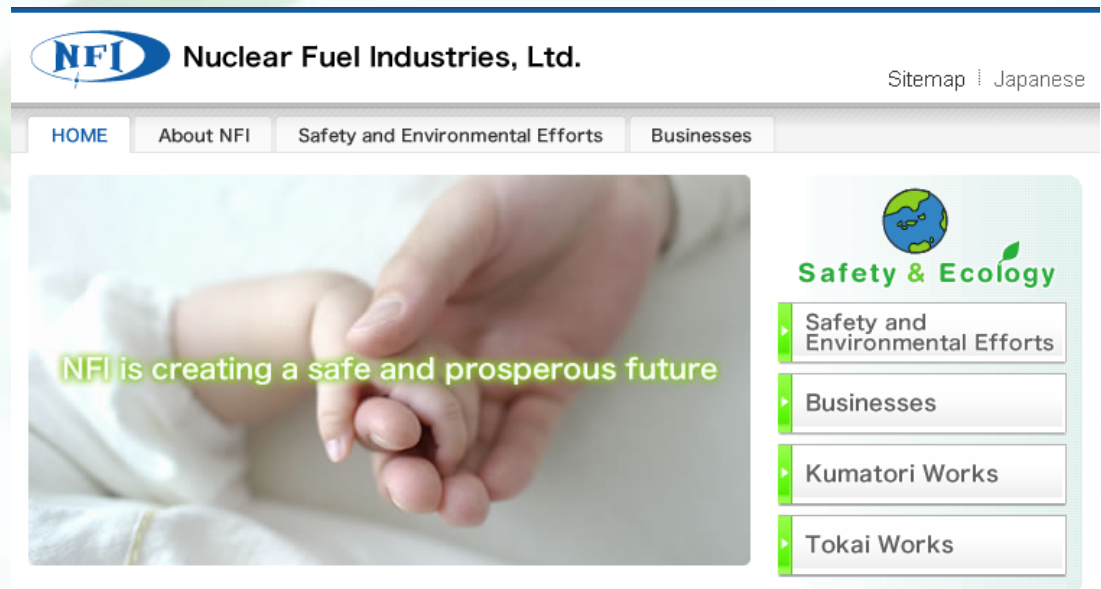 NFI Nuclear Fuel Industries, Ltd.
Sitemap Japanese
HOME About NFI Safety and Environmental Efforts Businesses
NFI is creating a safe and prosperous future
Safety & Ecology
Safety and
Environmental Efforts
Businesses
Kumatori Works
Tokai Works